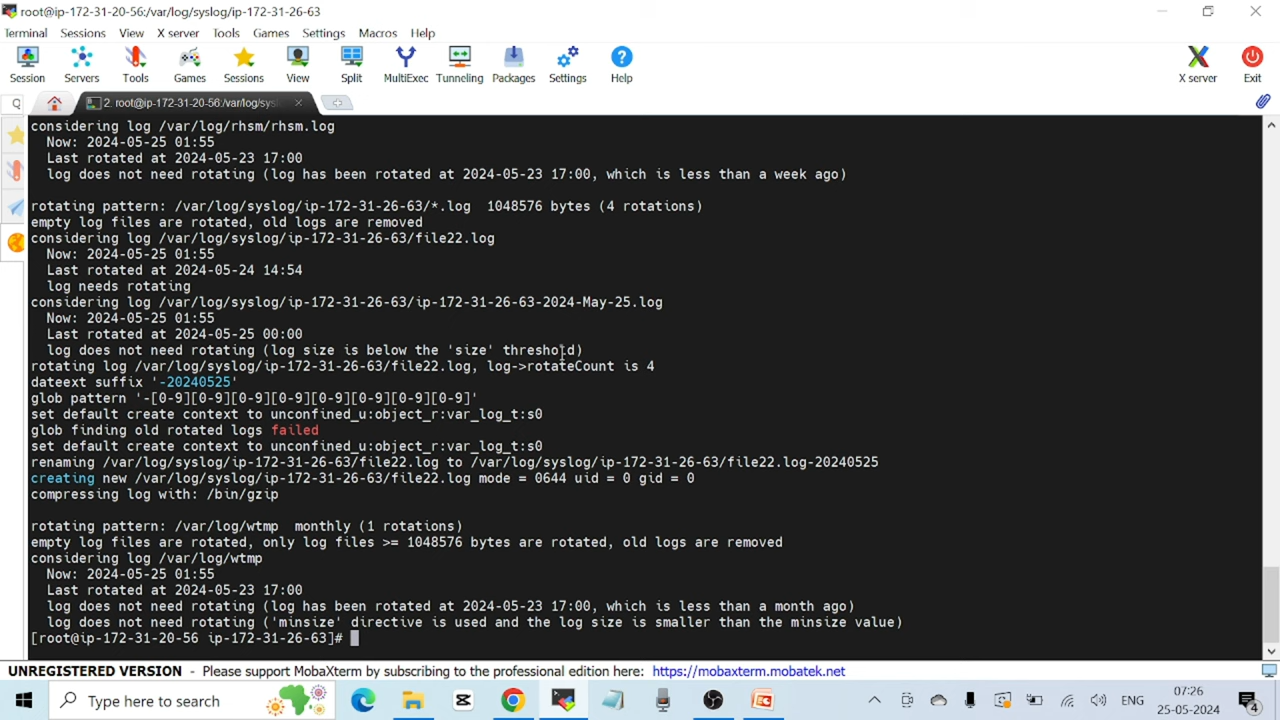 root@ip-172-31-20-56:/var/log/syslog/ip-172-31-26-63
Terminal Sessions View X server Tools Games Settings Macros Help
Session Servers Tools Games Sessions View Split MultiExec Tunneling Packages Settings Help X server Exit
2. root@ip-172-31-20-56:/var/log/sys
considering log /var/log/rhsm/rhsm.log
Now: 2024-05-25 01:55
Last rotated at 2024-05-23 17:00
log does not need rotating (log has been rotated at 2024-05-23 17:00, which is less than a week ago)
rotating pattern: /var/log/syslog/ip-172-31-26-63/*.log  1048576 bytes (4 rotations)
empty log files are rotated, old logs are removed
considering log /var/log/syslog/ip-172-31-26-63/file22.log
Now: 2024-05-25 01:55
Last rotated at 2024-05-24 14:54
log needs rotating
considering log /var/log/syslog/ip-172-31-26-63/ip-172-31-26-63-2024-May-25.log
Now: 2024-05-25 01:55
Last rotated at 2024-05-25 00:00
log does not need rotating (log size is below the 'size' threshold)
rotating log /var/log/syslog/ip-172-31-26-63/file22.log, log->rotateCount is 4
dateext suffix '-20240525'
glob pattern '-[0-9][0-9][0-9][0-9][0-9][0-9][0-9][0-9]'
set default create context to unconfined_u:object_r:var_log_t:s0
glob finding old rotated logs failed
set default create context to unconfined_u:object_r:var_log_t:s0
renaming /var/log/syslog/ip-172-31-26-63/file22.log to /var/log/syslog/ip-172-31-26-63/file22.log-20240525
creating new /var/log/syslog/ip-172-31-26-63/file22.log mode = 0644 uid = 0 gid = 0
compressing log with: /bin/gzip
rotating pattern: /var/log/wtmp  monthly (1 rotations)
empty log files are rotated, only log files >= 1048576 bytes are rotated, old logs are removed
considering log /var/log/wtmp
Now: 2024-05-25 01:55
Last rotated at 2024-05-23 17:00
log does not need rotating (log has been rotated at 2024-05-23 17:00, which is less than a month ago)
log does not need rotating ('minsize' directive is used and the log size is smaller than the minsize value)
[root@ip-172-31-20-56 ip-172-31-26-63]#
UNREGISTERED VERSION - Please support MobaXterm by subscribing to the professional edition here: https://mobaxterm.mobatek.net
Type here to search
ENG
07:26
25-05-2024
4